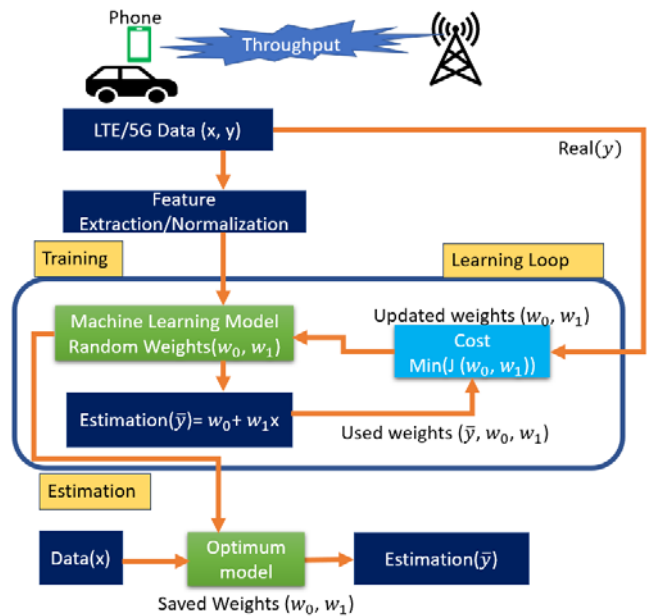 Phone
Throughput
LTE/5G Data (x, y)
Real(y)
Feature
Extraction/Normalization
Training
Learning Loop
Machine Learning Model
Random Weights(w₀, w₁)
Updated weights (w₀, w₁)
Cost
Min(J (w₀, w₁))
Estimation(ȳ)= w₀+ w₁x
Used weights (ȳ, w₀, w₁)
Estimation
Data(x)
Optimum
model
Estimation(ȳ)
Saved Weights (w₀, w₁)